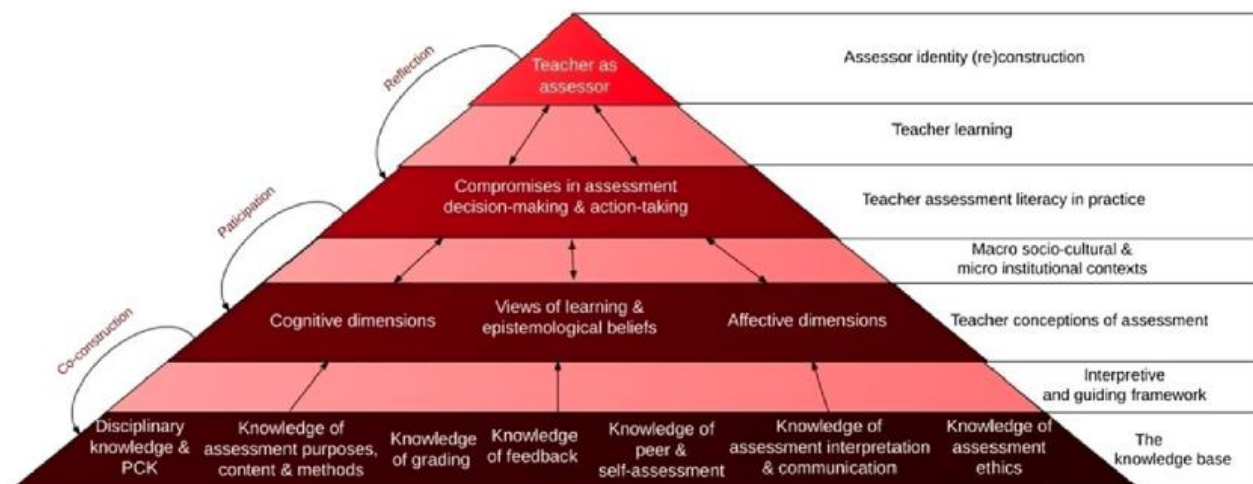 Reflection
Teacher as
assessor
Assessor identity (re)construction
Teacher learning
Paticipation
Compromises in assessment
decision-making & action-taking
Teacher assessment literacy in practice
Macro socio-cultural &
micro institutional contexts
Co-construction
Cognitive dimensions
Views of learning &
epistemological beliefs
Affective dimensions
Teacher conceptions of assessment
Interpretive
and guiding framework
Disciplinary
knowledge &
PCK
Knowledge of
assessment purposes,
content & methods
Knowledge
of grading
Knowledge
of feedback
Knowledge of
peer &
self-assessment
Knowledge of
assessment interpretation
& communication
Knowledge of
assessment
ethics
The
knowledge base